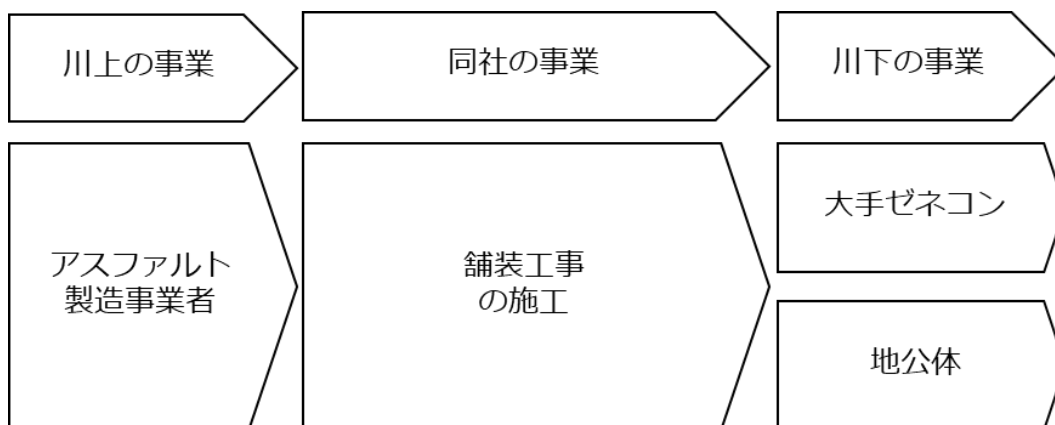 川上の事業
同社の事業
川下の事業
アスファルト
製造事業者
舗装工事
の施工
大手ゼネコン
地公体